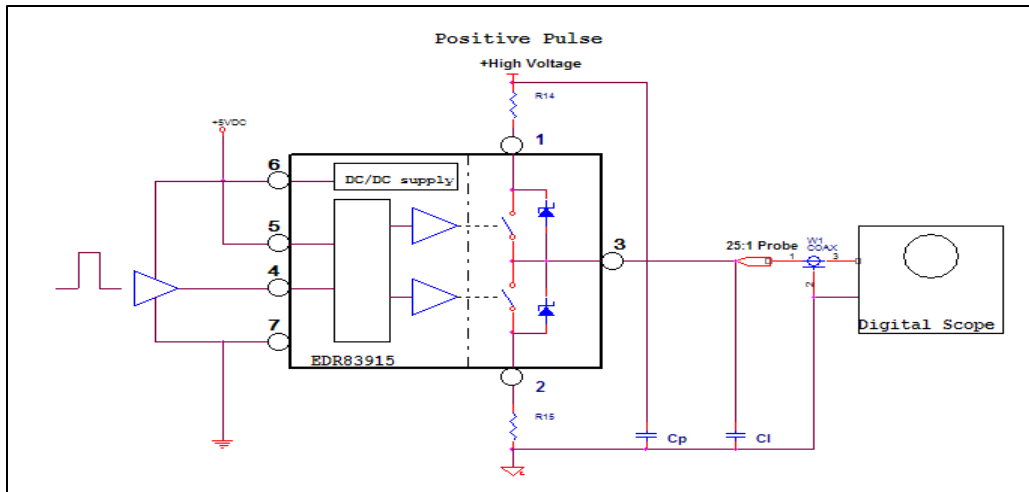 Positive Pulse
+High Voltage
R14
+5VDC
1
6
DC/DC supply
5
3
25:1 Probe
W1
COAX
1
3
2
4
7
EDR83915
Digital Scope
2
R15
Cp
Cl
E